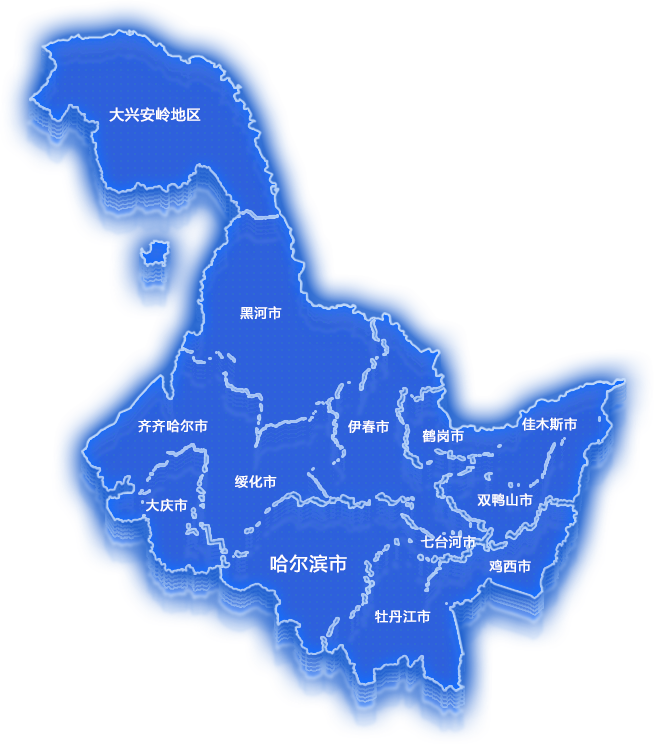 大兴安岭地区
黑河市
齐齐哈尔市
伊春市
鹤岗市
佳木斯市
绥化市
大庆市
双鸭山市
七台河市
哈尔滨市
鸡西市
牡丹江市